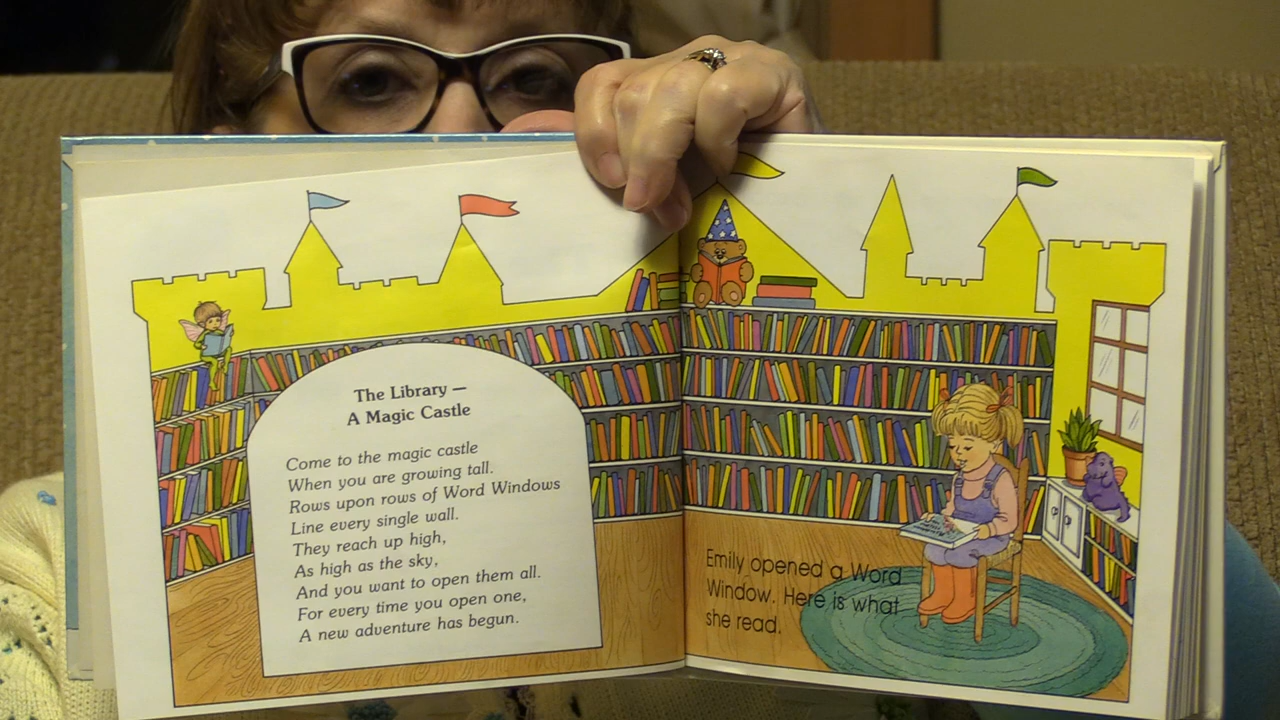 The Library —
A Magic Castle
Come to the magic castle
When you are growing tall.
Rows upon rows of Word Windows
Line every single wall.
They reach up high,
As high as the sky,
And you want to open them all.
For every time you open one,
A new adventure has begun.
Emily opened a Word
Window. Here is what
she read.